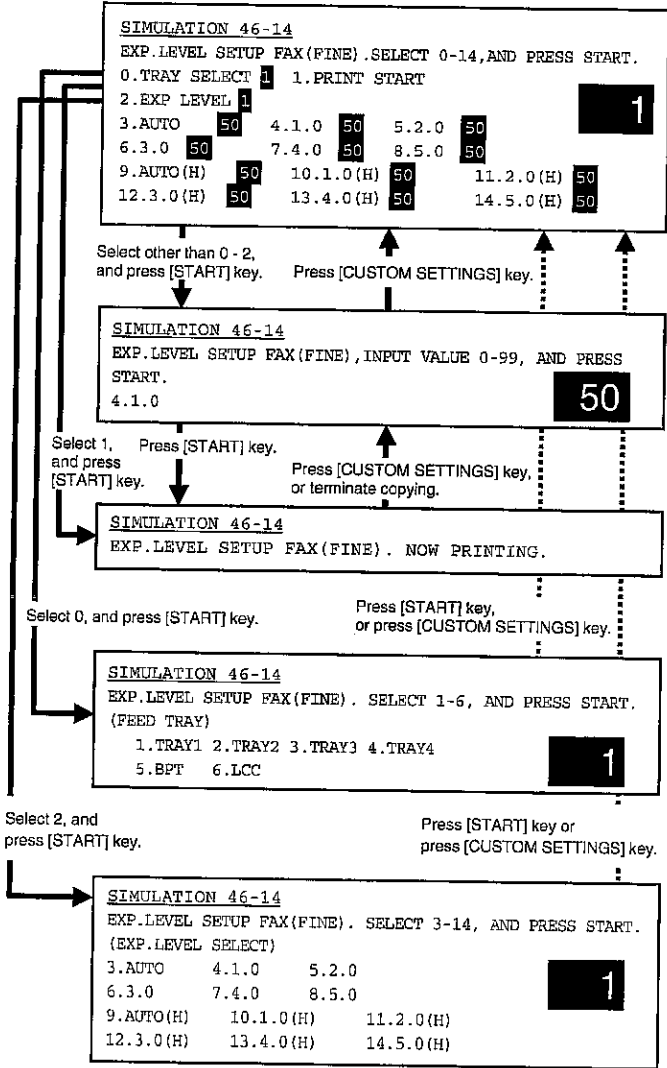 SIMULATION 46-14
EXP.LEVEL SETUP FAX(FINE).SELECT 0-14,AND PRESS START.
0.TRAY SELECT 1 1.PRINT START
2.EXP LEVEL 1
1
3.AUTO 50 4.1.0 50 5.2.0 50
6.3.0 50 7.4.0 50 8.5.0 50
9.AUTO(H) 50 10.1.0(H) 50 11.2.0(H) 50
12.3.0(H) 50 13.4.0(H) 50 14.5.0(H) 50
Select other than 0 - 2,
and press [START] key.
Press [CUSTOM SETTINGS] key.
SIMULATION 46-14
EXP.LEVEL SETUP FAX(FINE),INPUT VALUE 0-99, AND PRESS
START.
4.1.0
50
Select 1,
and press
[START] key.
Press [START] key.
Press [CUSTOM SETTINGS] key,
or terminate copying.
SIMULATION 46-14
EXP.LEVEL SETUP FAX(FINE). NOW PRINTING.
Select 0, and press [START] key.
Press [START] key,
or press [CUSTOM SETTINGS] key.
SIMULATION 46-14
EXP.LEVEL SETUP FAX(FINE). SELECT 1-6, AND PRESS START.
(FEED TRAY)
1.TRAY1 2.TRAY2 3.TRAY3 4.TRAY4
5.BPT 6.LCC
1
Select 2, and
press [START] key.
Press [START] key or
press [CUSTOM SETTINGS] key.
SIMULATION 46-14
EXP.LEVEL SETUP FAX(FINE). SELECT 3-14, AND PRESS START.
(EXP.LEVEL SELECT)
3.AUTO 4.1.0 5.2.0
6.3.0 7.4.0 8.5.0
1
9.AUTO(H) 10.1.0(H) 11.2.0(H)
12.3.0(H) 13.4.0(H) 14.5.0(H)